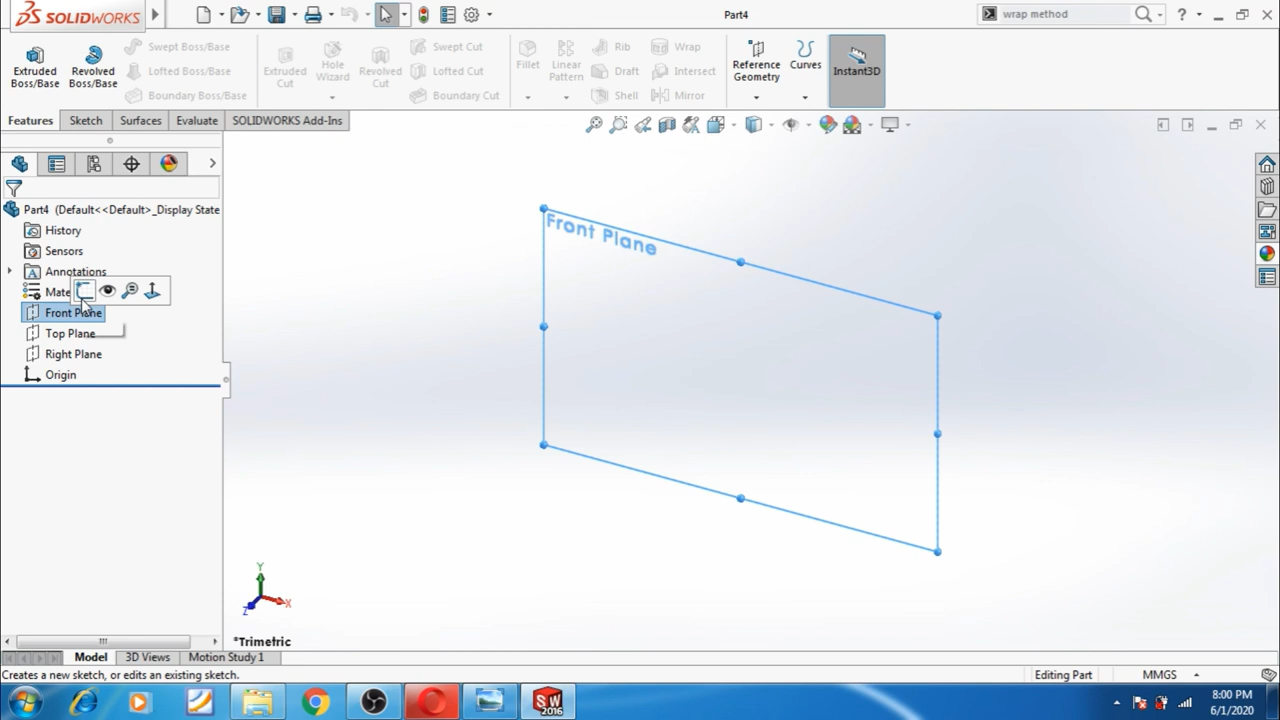 SOLIDWORKS
Part4
wrap method
Extruded Boss/Base
Revolved Boss/Base
Swept Boss/Base
Lofted Boss/Base
Boundary Boss/Base
Extruded Cut
Hole Wizard
Revolved Cut
Swept Cut
Lofted Cut
Boundary Cut
Fillet
Linear Pattern
Rib
Draft
Shell
Wrap
Intersect
Mirror
Reference Geometry
Curves
Instant3D
Features
Sketch
Surfaces
Evaluate
SOLIDWORKS Add-Ins
Part4 (Default<<Default>_Display State
History
Sensors
Annotations
Mate
Front Plane
Top Plane
Right Plane
Origin
Front Plane
Y
X
Z
*Trimetric
Model
3D Views
Motion Study 1
Creates a new sketch, or edits an existing sketch.
Editing Part
MMGS
SW
2016
8:00 PM
6/1/2020